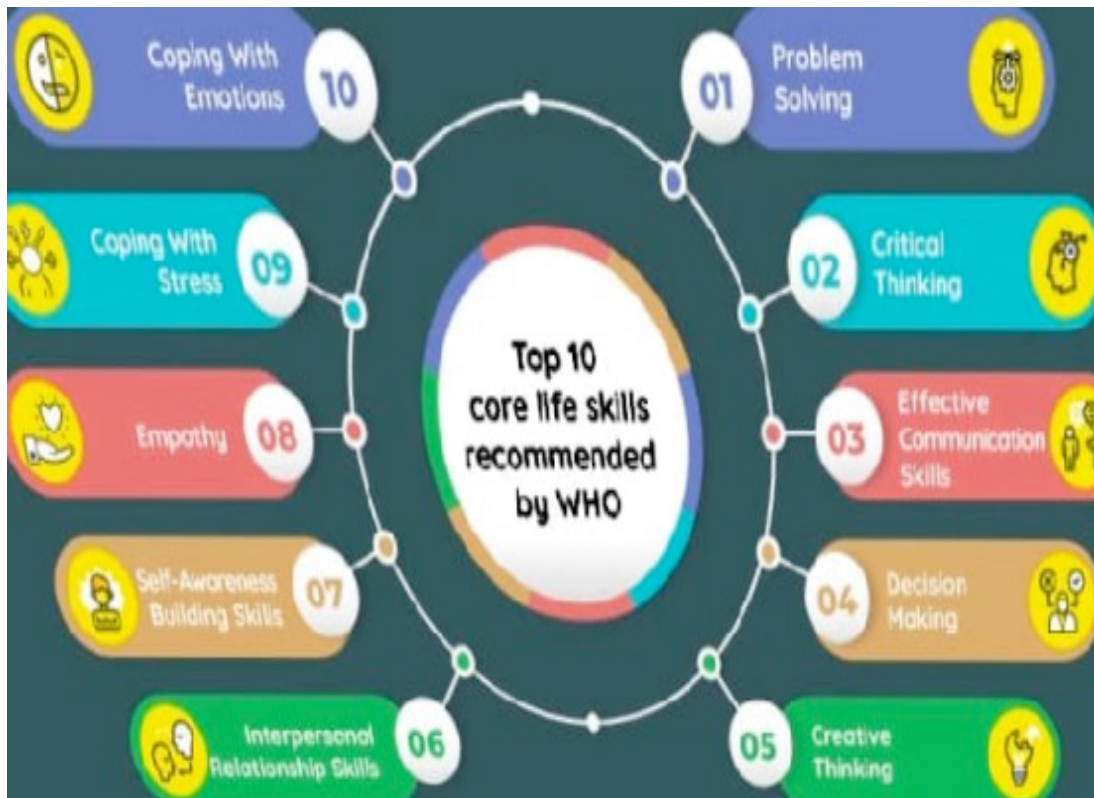 Top 10
core life skills
recommended
by WHO
01
Problem
Solving
02
Critical
Thinking
03
Effective
Communication
Skills
04
Decision
Making
05
Creative
Thinking
06
Interpersonal
Relationship Skills
07
Self-Awareness
Building Skills
08
Empathy
09
Coping With
Stress
10
Coping With
Emotions